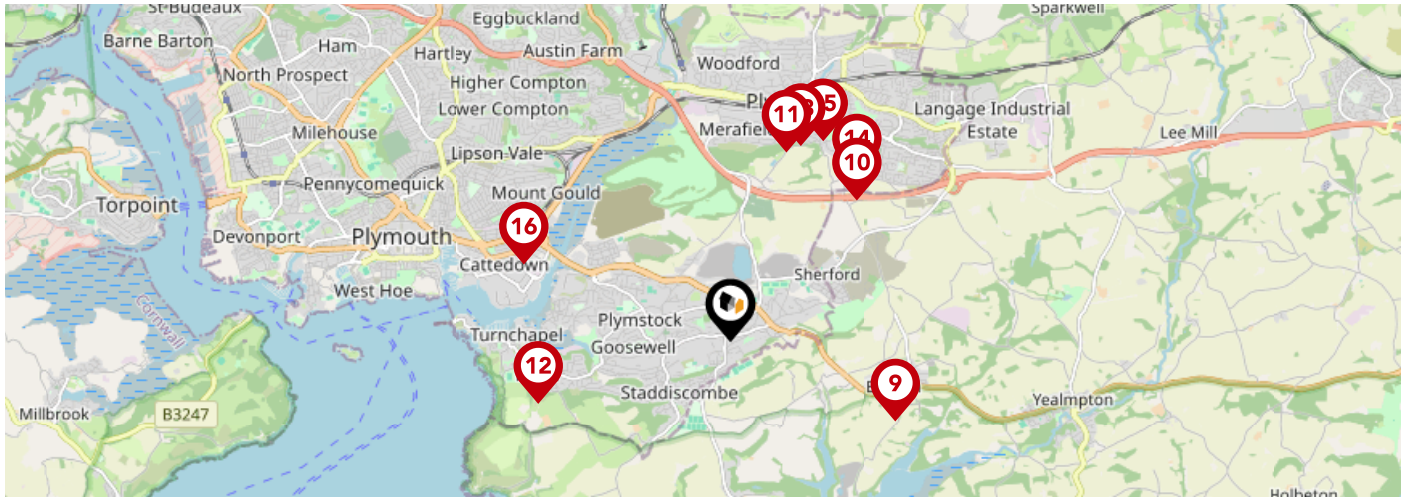 St Budeaux
Eggbuckland
Sparkwell
Barne Barton
Ham
Hartley
Austin Farm
Woodford
North Prospect
Higher Compton
Lower Compton
11
5
Langage Industrial
Estate
Milehouse
14
Lee Mill
Lipson Vale
10
Pennycomequick
Mount Gould
Torpoint
16
Devonport
Plymouth
Cattedown
Sherford
West Hoe
Cornwall
Plymstock
Turnchapel
Goosewell
12
9
Staddiscombe
Yealmpton
Millbrook
B3247
Holbeton